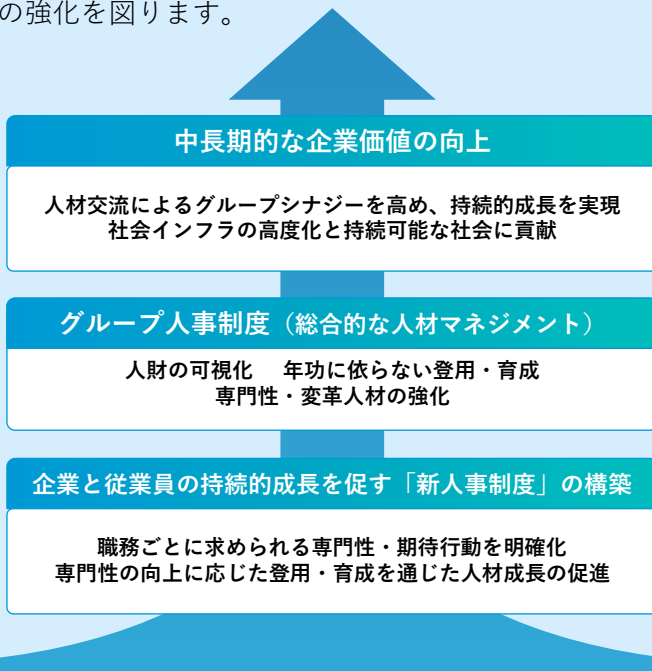 の強化を図ります。
中長期的な企業価値の向上
人材交流によるグループシナジーを高め、持続的成長を実現
社会インフラの高度化と持続可能な社会に貢献
グループ人事制度（総合的な人材マネジメント）
人財の可視化　年功に依らない登用・育成
専門性・変革人材の強化
企業と従業員の持続的成長を促す「新人事制度」の構築
職務ごとに求められる専門性・期待行動を明確化
専門性の向上に応じた登用・育成を通じた人材成長の促進